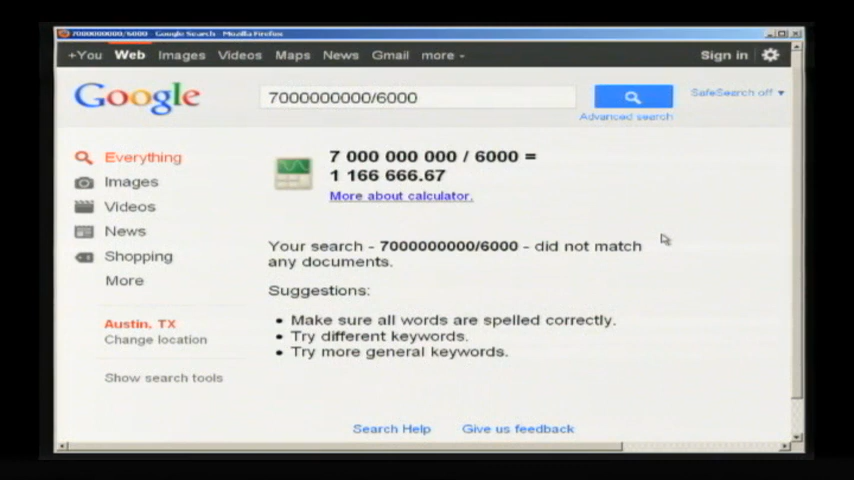 7000000000/6000 - Google Search - Mozilla Firefox
+You Web Images Videos Maps News Gmail more Sign in
Google 7000000000/6000 SafeSearch off
Advanced search
Everything
Images
Videos
News
Shopping
More
Austin, TX
Change location
Show search tools
7 000 000 000 / 6000 =
1 166 666.67
More about calculator.
Your search - 7000000000/6000 - did not match
any documents.
Suggestions:
• Make sure all words are spelled correctly.
• Try different keywords.
• Try more general keywords.
Search Help Give us feedback